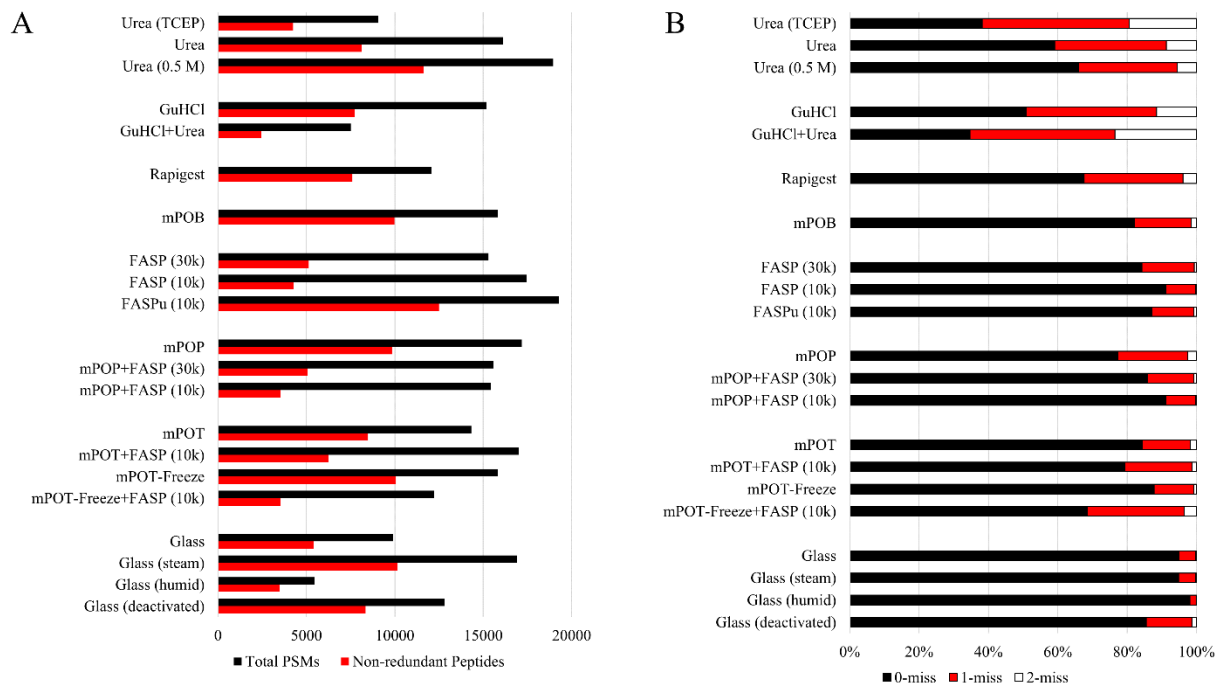 A
Urea (TCEP)
Urea
Urea (0.5 M)
GuHCl
GuHCl+Urea
Rapigest
mPOB
FASP (30k)
FASP (10k)
FASPu (10k)
mPOP
mPOP+FASP (30k)
mPOP+FASP (10k)
mPOT
mPOT+FASP (10k)
mPOT-Freeze
mPOT-Freeze+FASP (10k)
Glass
Glass (steam)
Glass (humid)
Glass (deactivated)
0 5000 10000 15000 20000
Total PSMs Non-redundant Peptides
B
Urea (TCEP)
Urea
Urea (0.5 M)
GuHCl
GuHCl+Urea
Rapigest
mPOB
FASP (30k)
FASP (10k)
FASPu (10k)
mPOP
mPOP+FASP (30k)
mPOP+FASP (10k)
mPOT
mPOT+FASP (10k)
mPOT-Freeze
mPOT-Freeze+FASP (10k)
Glass
Glass (steam)
Glass (humid)
Glass (deactivated)
0% 20% 40% 60% 80% 100%
0-miss 1-miss 2-miss